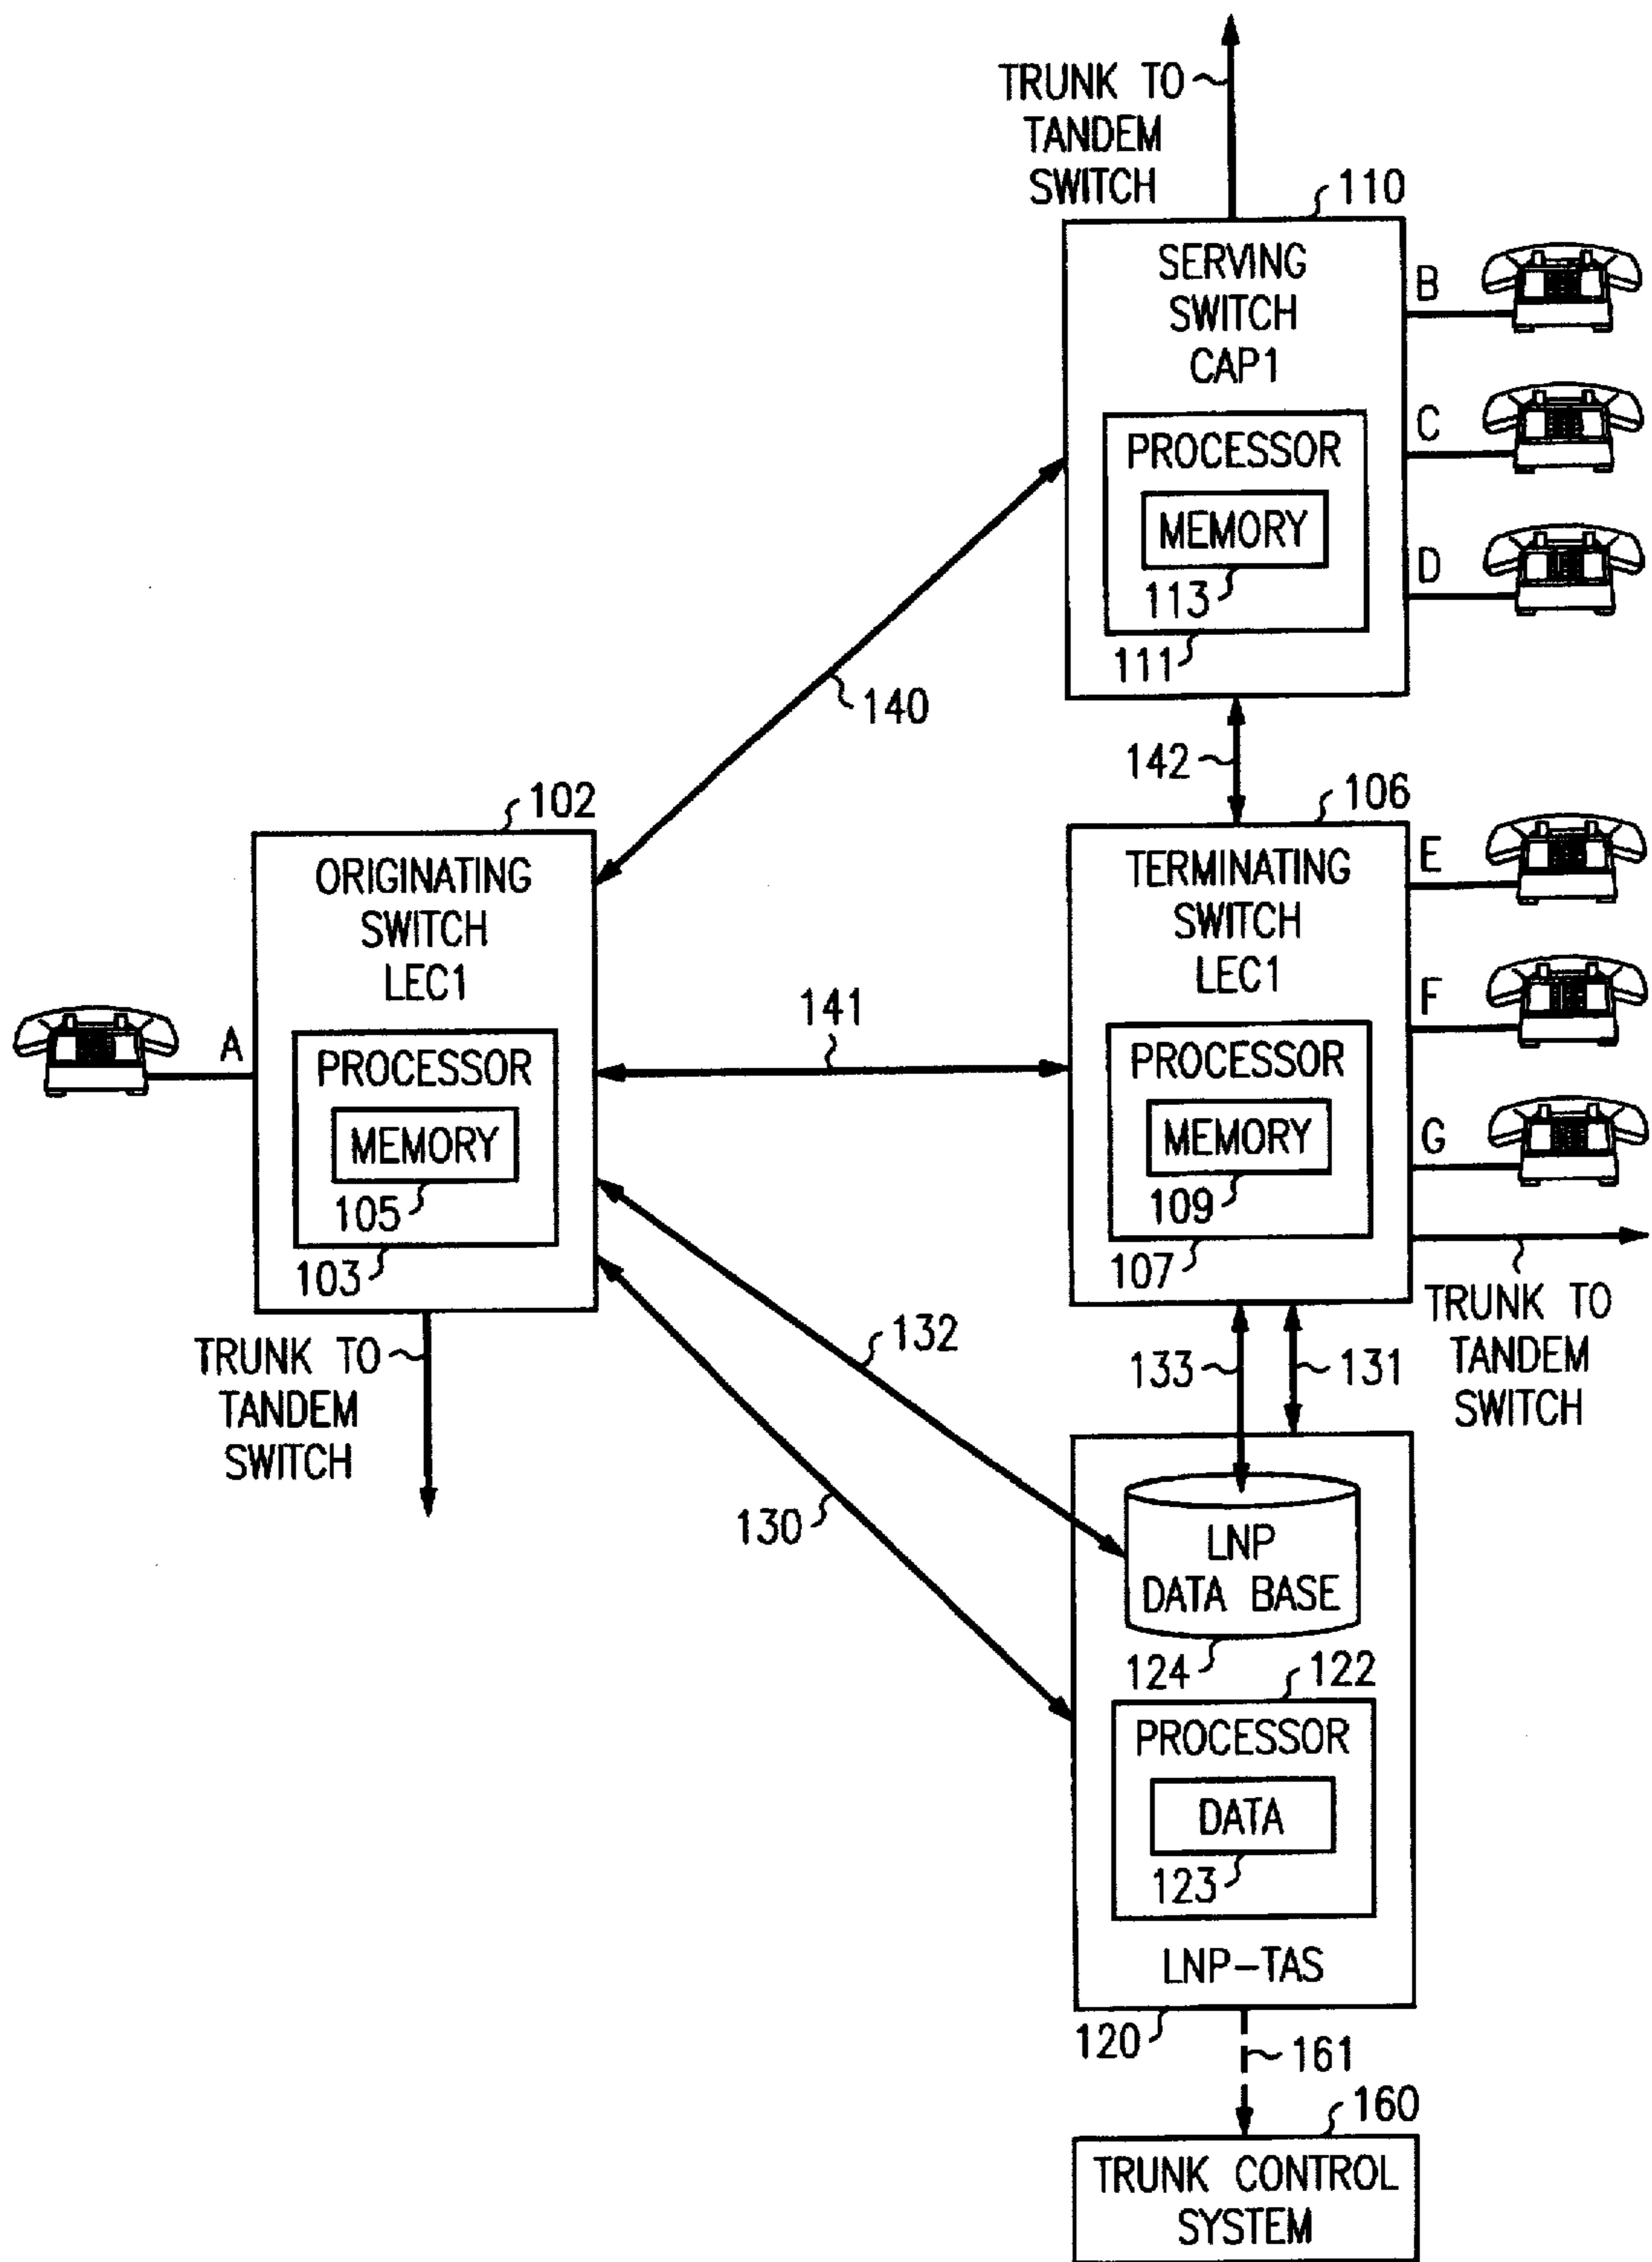 TRUNK TO
TANDEM
SWITCH
110
SERVING
SWITCH
CAP1
PROCESSOR
MEMORY
113
111
B
C
D
140
142
102
ORIGINATING
SWITCH
LEC1
PROCESSOR
MEMORY
105
103
A
TRUNK TO
TANDEM
SWITCH
141
106
TERMINATING
SWITCH
LEC1
PROCESSOR
MEMORY
109
107
E
F
G
TRUNK TO
TANDEM
SWITCH
132
130
133
131
LNP
DATA BASE
124
122
PROCESSOR
DATA
123
LNP-TAS
120
161
160
TRUNK CONTROL
SYSTEM